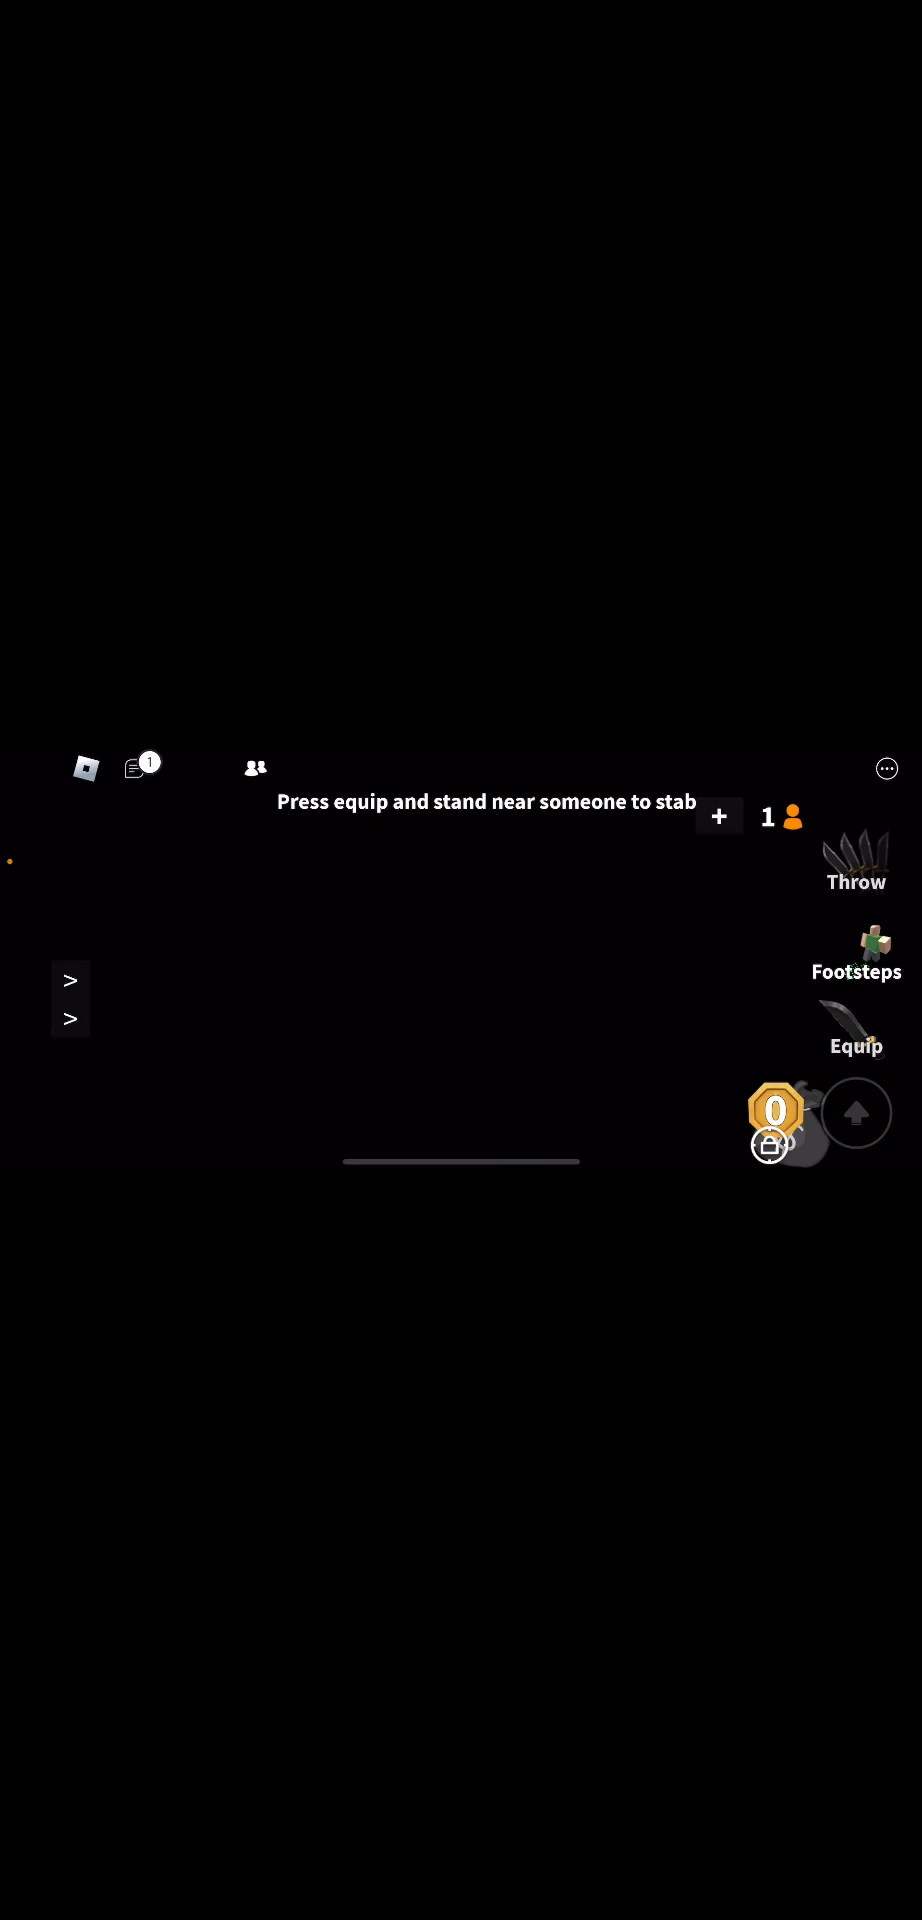 1
Press equip and stand near someone to stab
+
1
Throw
Footsteps
>
>
Equip
0